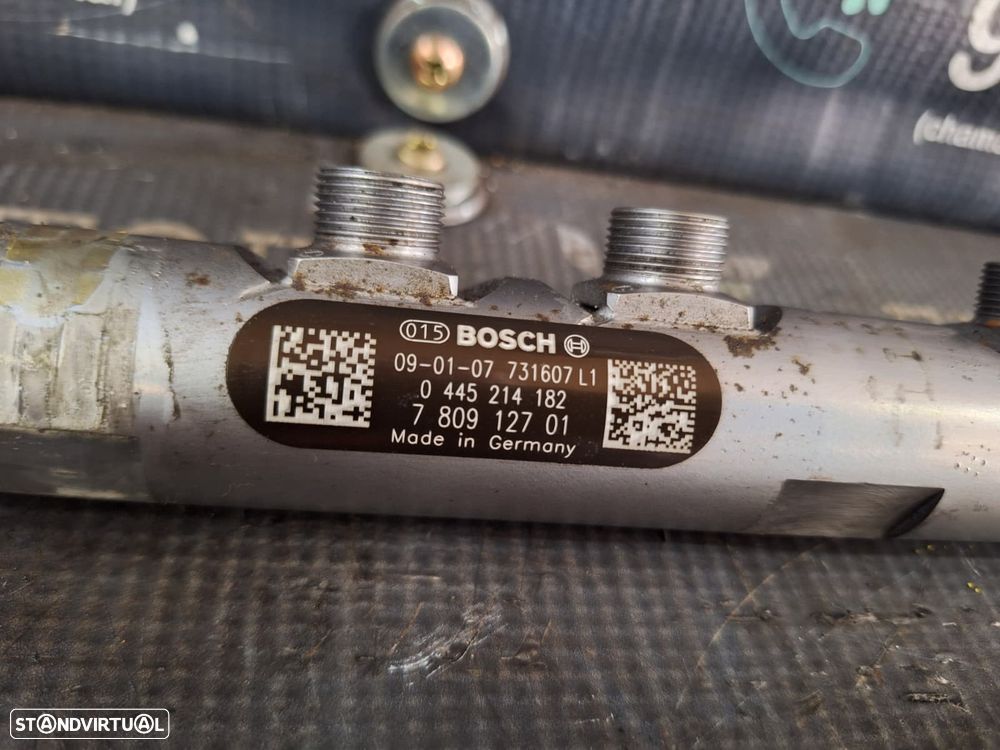 g
(chama
015 BOSCH
09-01-07 731607 L1
0 445 214 182
7 809 127 01
Made in Germany
STANDVIRTUAL